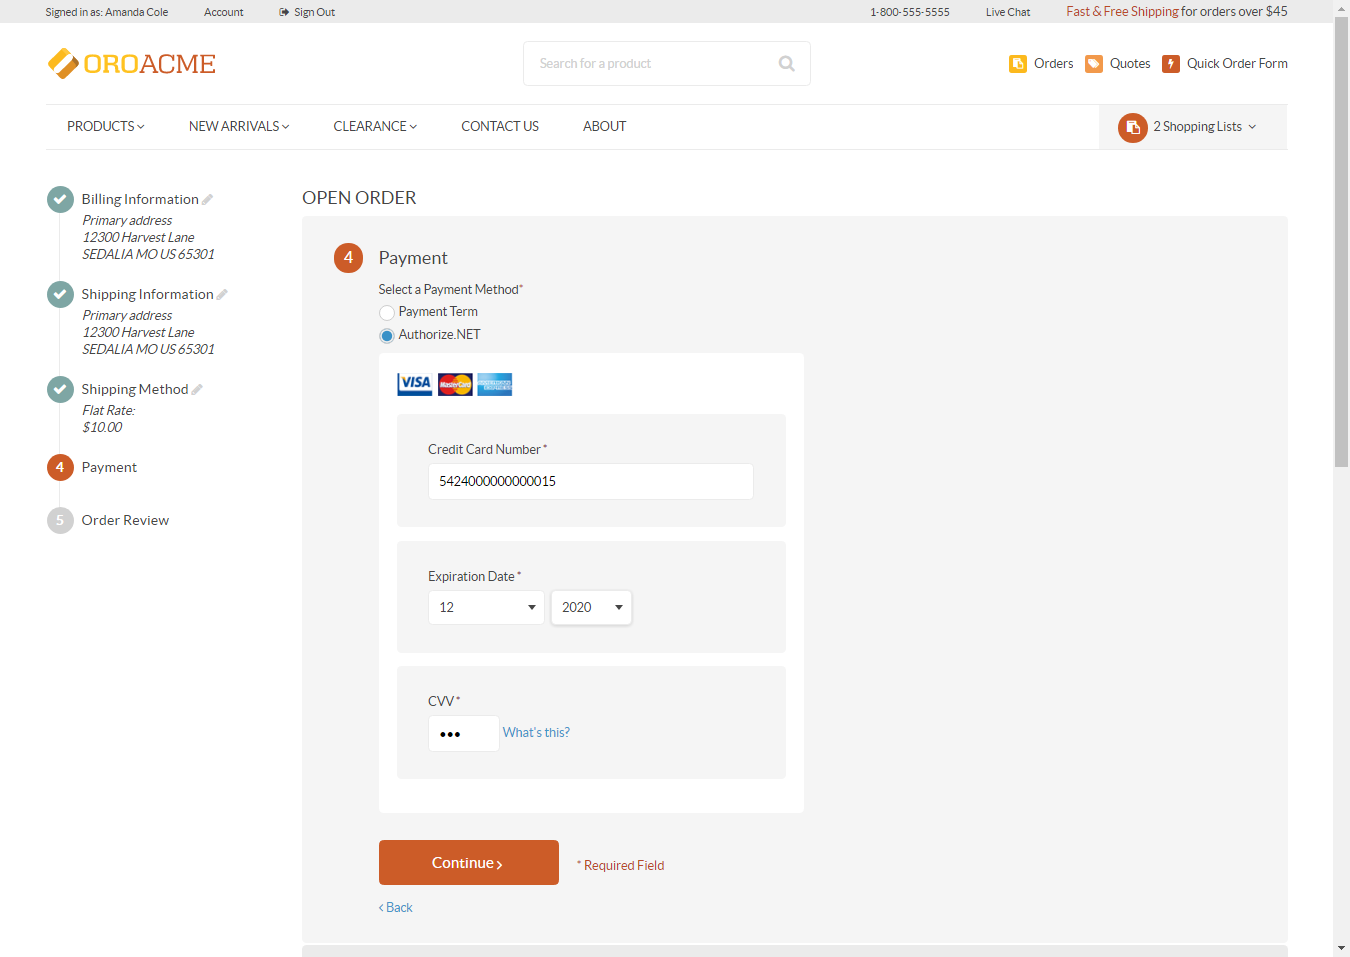 Signed in as: Amanda Cole Account Sign Out 1-800-555-5555 Live Chat Fast & Free Shipping for orders over $45
OROACME Search for a product Orders Quotes Quick Order Form
PRODUCTS NEW ARRIVALS CLEARANCE CONTACT US ABOUT 2 Shopping Lists
Billing Information
Primary address
12300 Harvest Lane
SEDALIA MO US 65301
Shipping Information
Primary address
12300 Harvest Lane
SEDALIA MO US 65301
Shipping Method
Flat Rate:
$10.00
4 Payment
5 Order Review
OPEN ORDER
4 Payment
Select a Payment Method*
Payment Term
Authorize.NET
VISA MasterCard AMERICAN EXPRESS
Credit Card Number *
5424000000000015
Expiration Date *
12 2020
CVV *
••• What's this?
Continue > * Required Field
< Back